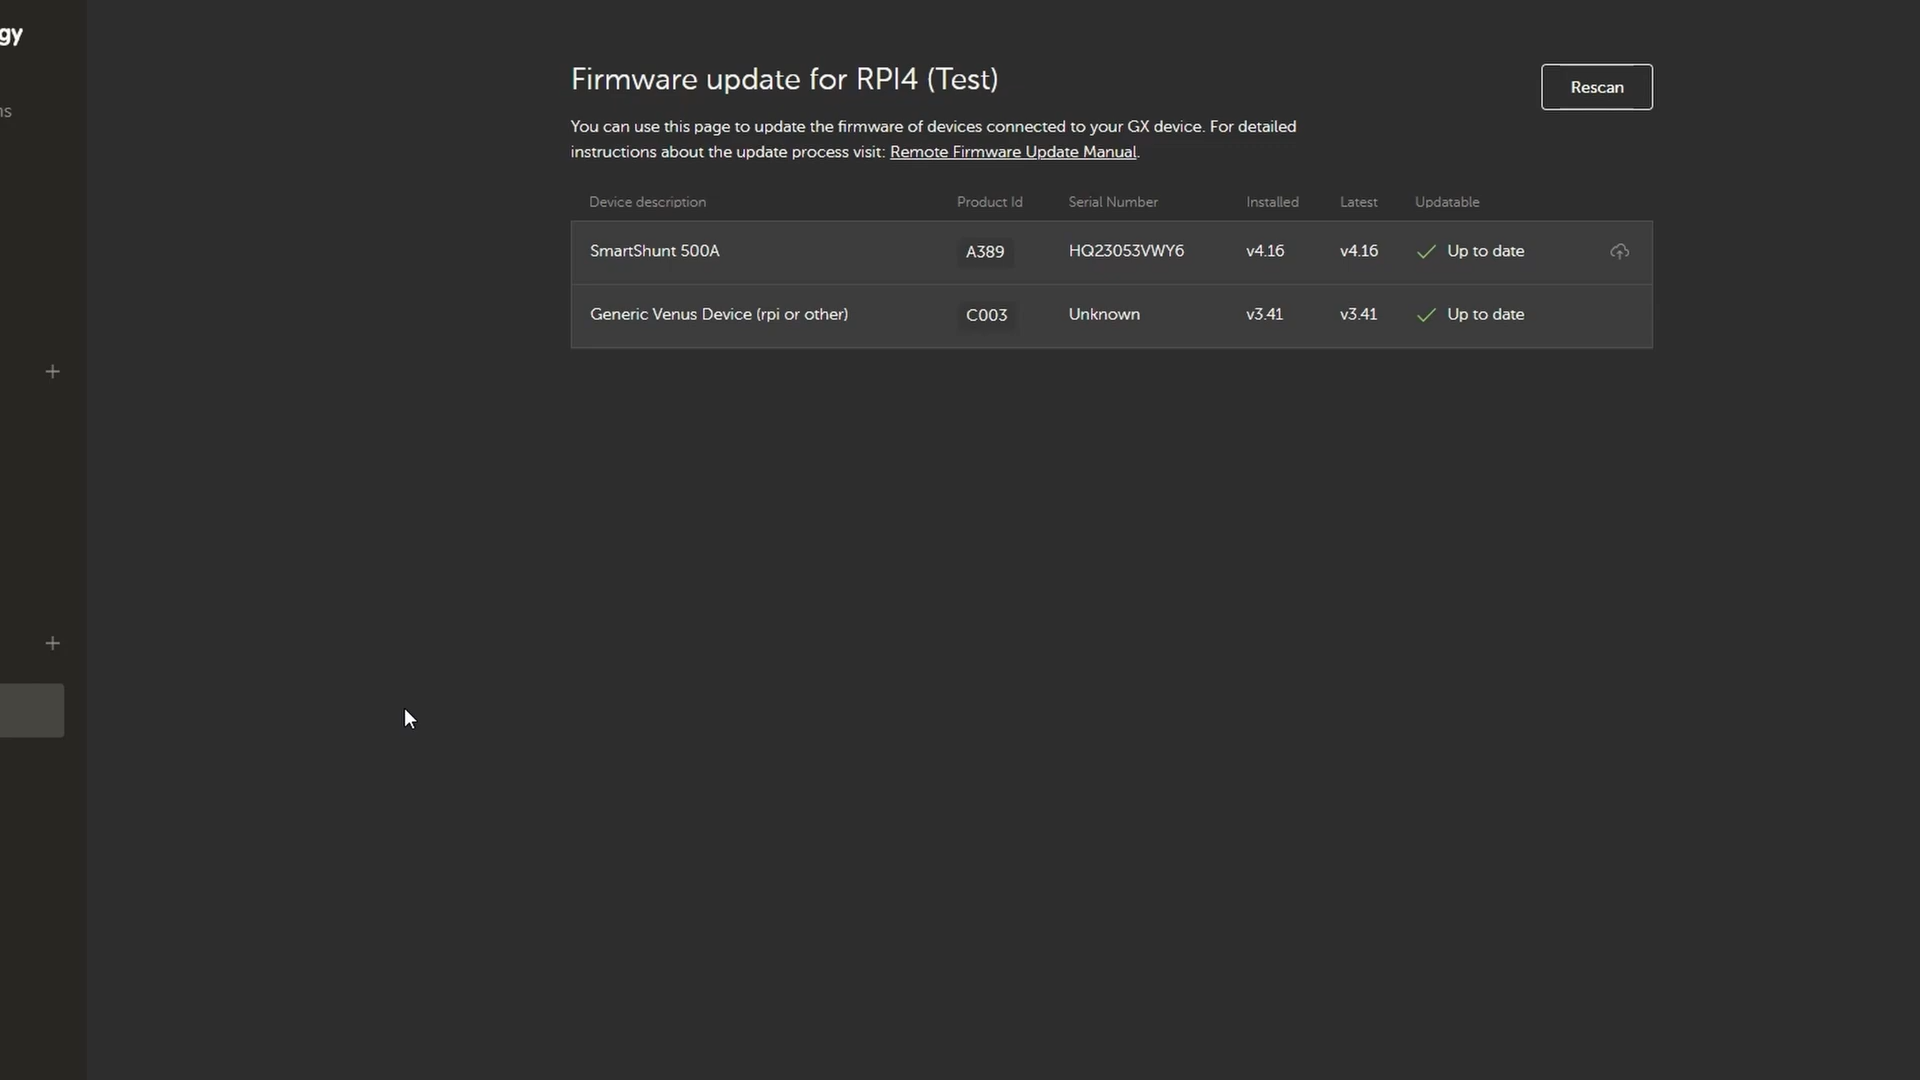 gy
ns
Firmware update for RPI4 (Test)
Rescan
You can use this page to update the firmware of devices connected to your GX device. For detailed
instructions about the update process visit: Remote Firmware Update Manual.
Device description Product Id Serial Number Installed Latest Updatable
SmartShunt 500A A389 HQ23053VWY6 v4.16 v4.16 Up to date
Generic Venus Device (rpi or other) C003 Unknown v3.41 v3.41 Up to date